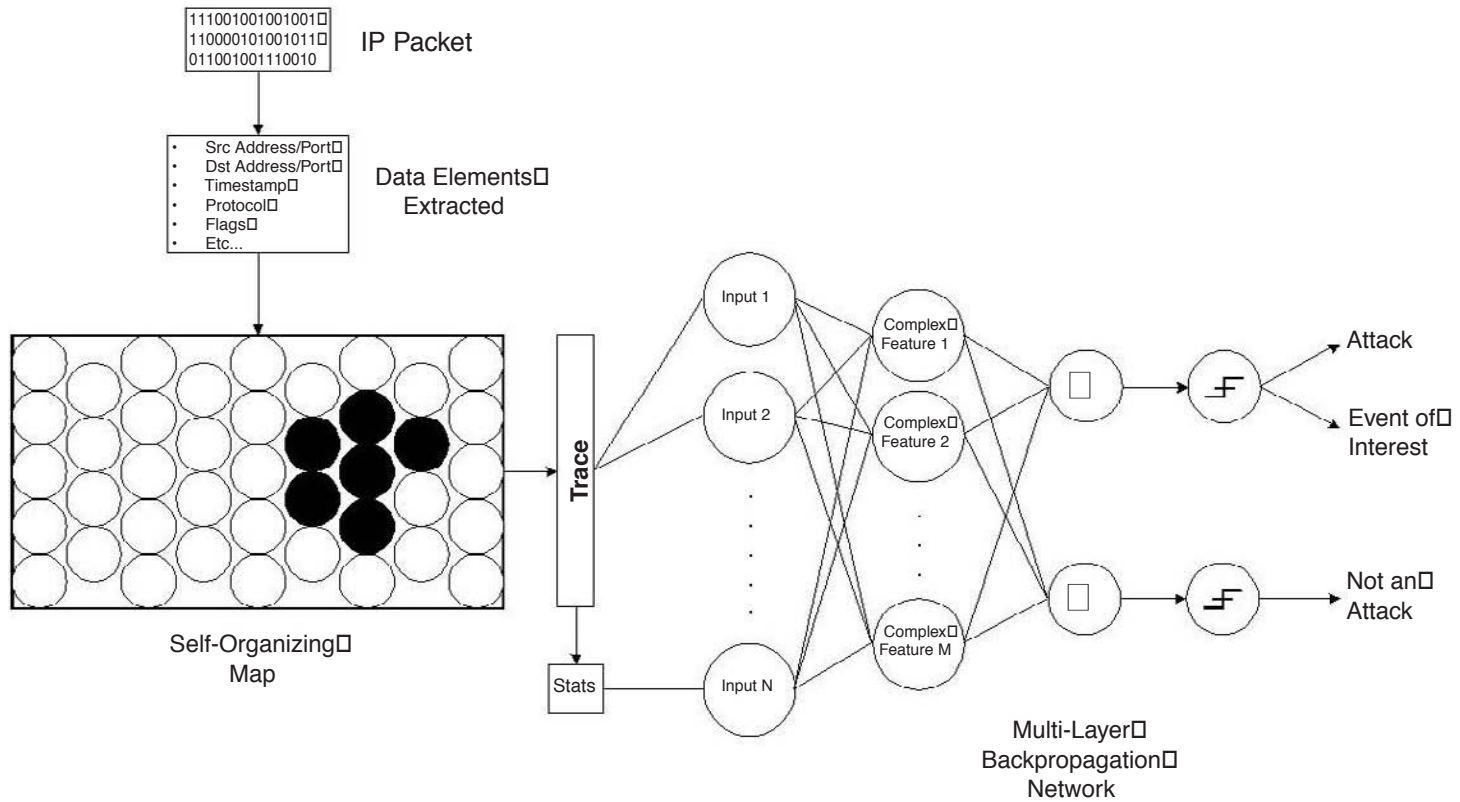 111001001001001□
110000101001011□
011001001110010
IP Packet
• Src Address/Port□
• Dst Address/Port□
• Timestamp□
• Protocol□
• Flags□
• Etc...
Data Elements□
Extracted
Self-Organizing□
Map
Trace
Stats
Input 1
Input 2
Input N
Complex□
Feature 1
Complex□
Feature 2
Complex□
Feature M
□
□
Attack
Event of□
Interest
Not an□
Attack
Multi-Layer□
Backpropagation□
Network